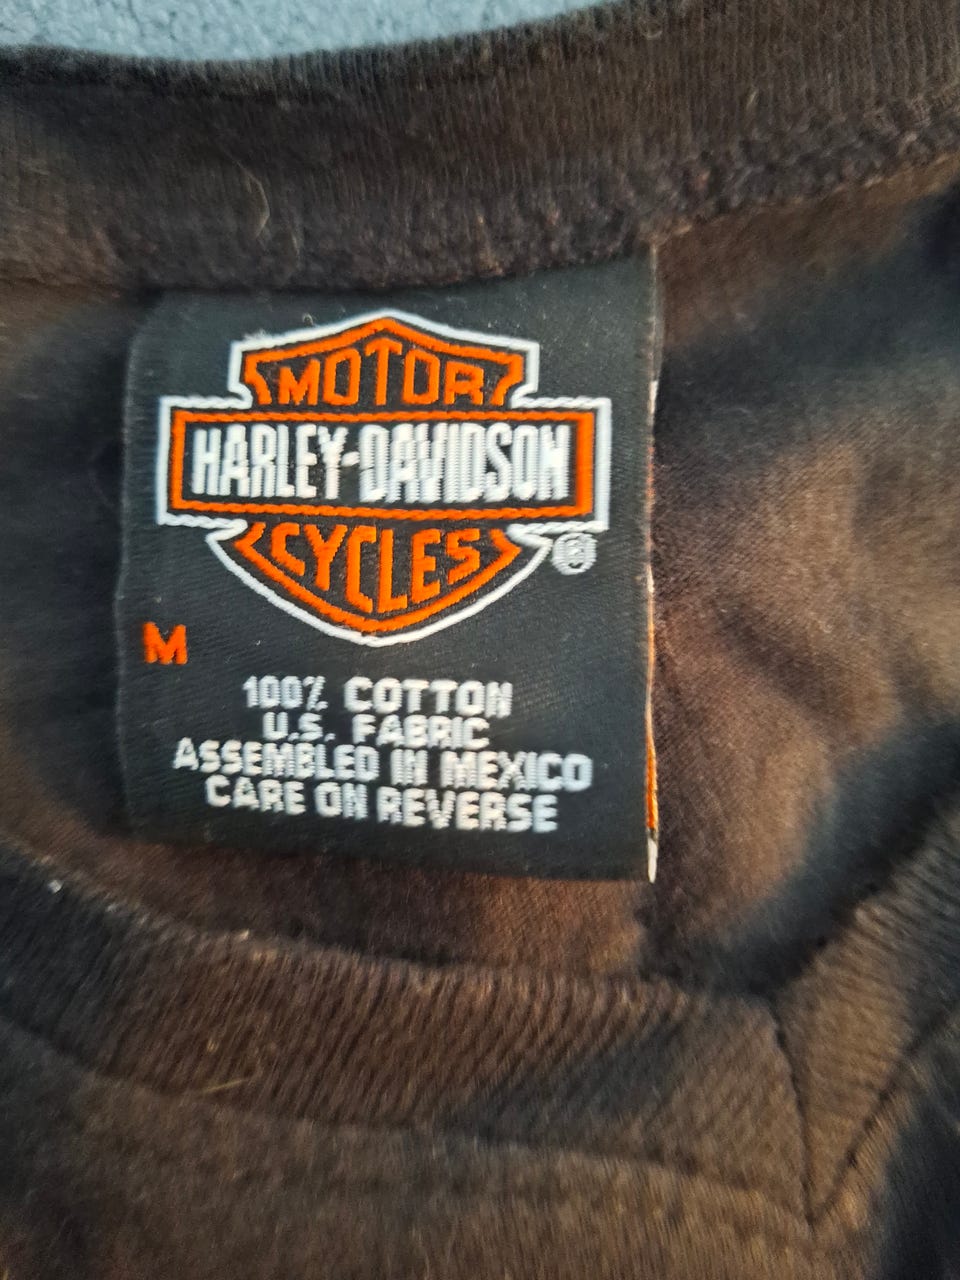 MOTOR
HARLEY-DAVIDSON
CYCLES
®
M
100% COTTON
U.S. FABRIC
ASSEMBLED IN MEXICO
CARE ON REVERSE